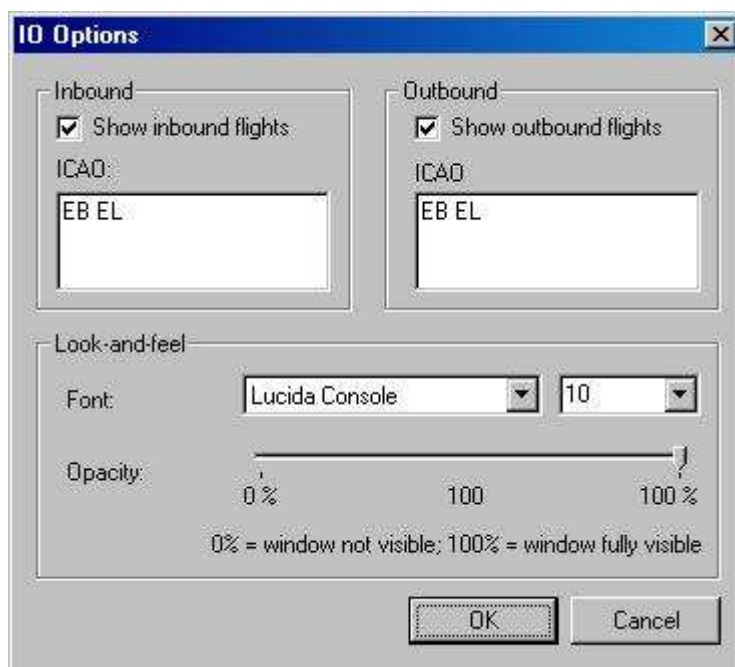 IO Options
Inbound
Show inbound flights
ICAO:
EB EL
Outbound
Show outbound flights
ICAO
EB EL
Look-and-feel
Font:
Lucida Console
10
Opacity:
0 %
100
100 %
0% = window not visible; 100% = window fully visible
OK
Cancel